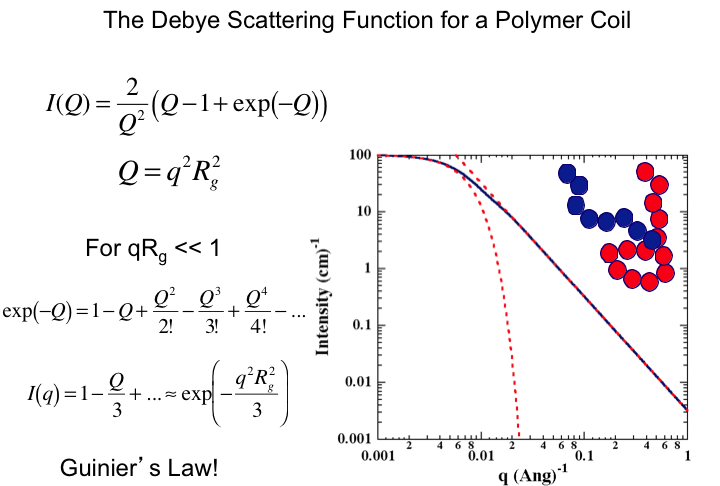 The Debye Scattering Function for a Polymer Coil
I(Q) = 2/Q² (Q − 1 + exp(−Q))
Q = q²R_g²
For qR_g << 1
exp(−Q) = 1 − Q + Q²/2! − Q³/3! + Q⁴/4! − ...
I(q) = 1 − Q/3 + ... ≈ exp(−q²R_g²/3)
Guinier's Law!
Intensity (cm)⁻¹
100
10
1
0.1
0.01
0.001
0.001 2 4 6 8 0.01 2 4 6 8 0.1 2 4 6 8 1
q (Ang)⁻¹